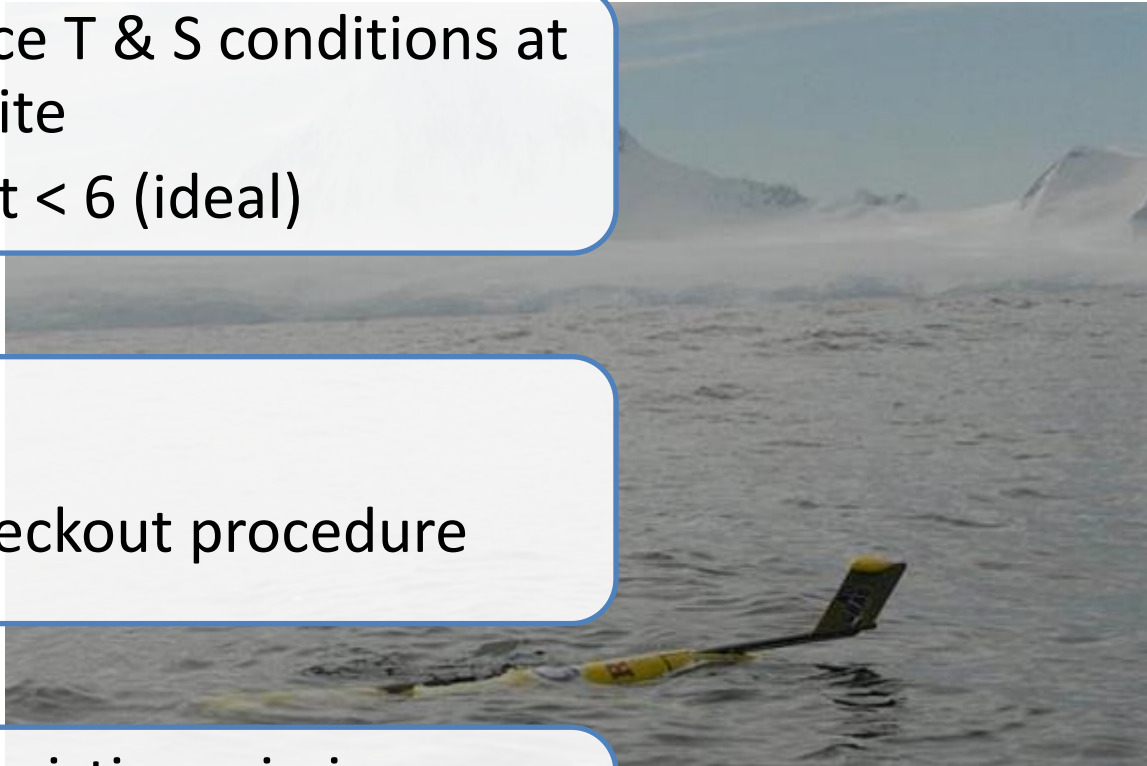 ce T & S conditions at
ite
t < 6 (ideal)
eckout procedure